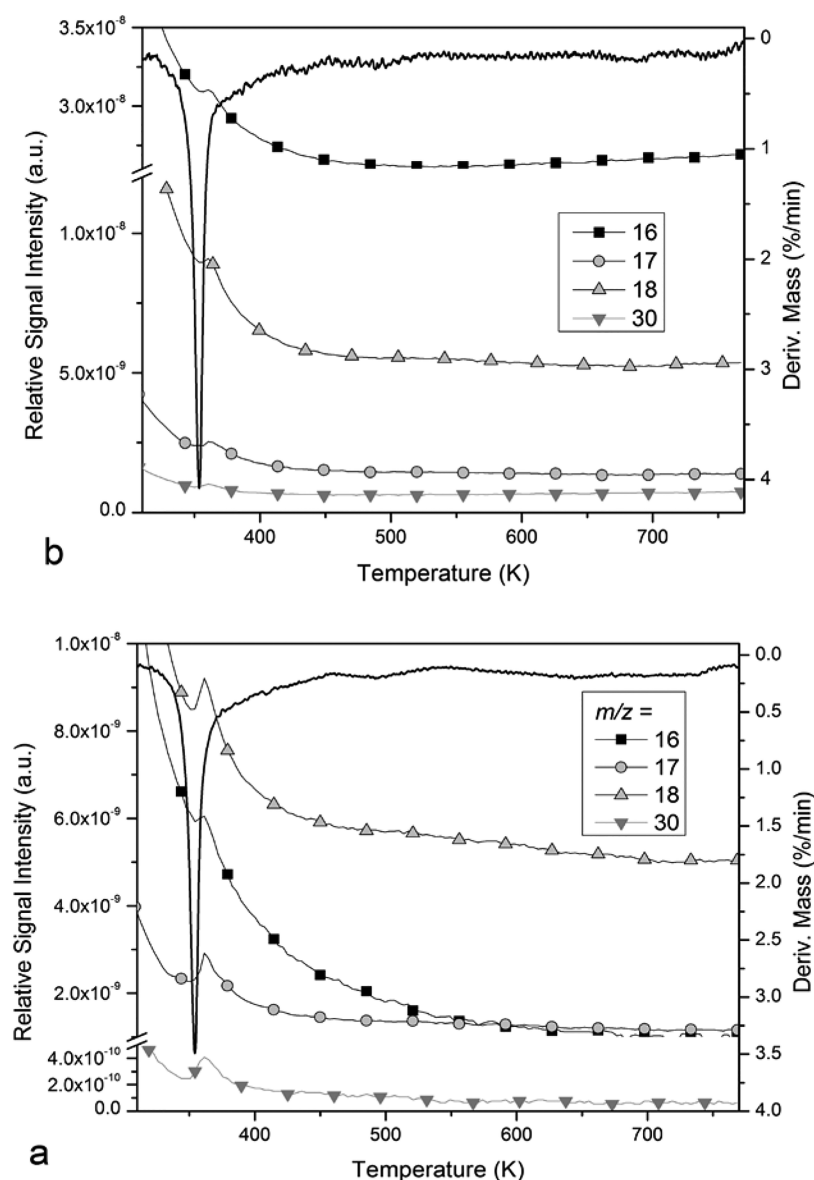 3.5x10⁻⁸
3.0x10⁻⁸
1.0x10⁻⁸
5.0x10⁻⁹
0.0
Relative Signal Intensity (a.u.)
16
17
18
30
0
1
2
3
4
Deriv. Mass (%/min)
400
500
600
700
Temperature (K)
b
1.0x10⁻⁸
8.0x10⁻⁹
6.0x10⁻⁹
4.0x10⁻⁹
2.0x10⁻⁹
4.0x10⁻¹⁰
2.0x10⁻¹⁰
0.0
Relative Signal Intensity (a.u.)
m/z =
16
17
18
30
0.0
0.5
1.0
1.5
2.0
2.5
3.0
3.5
4.0
Deriv. Mass (%/min)
400
500
600
700
Temperature (K)
a